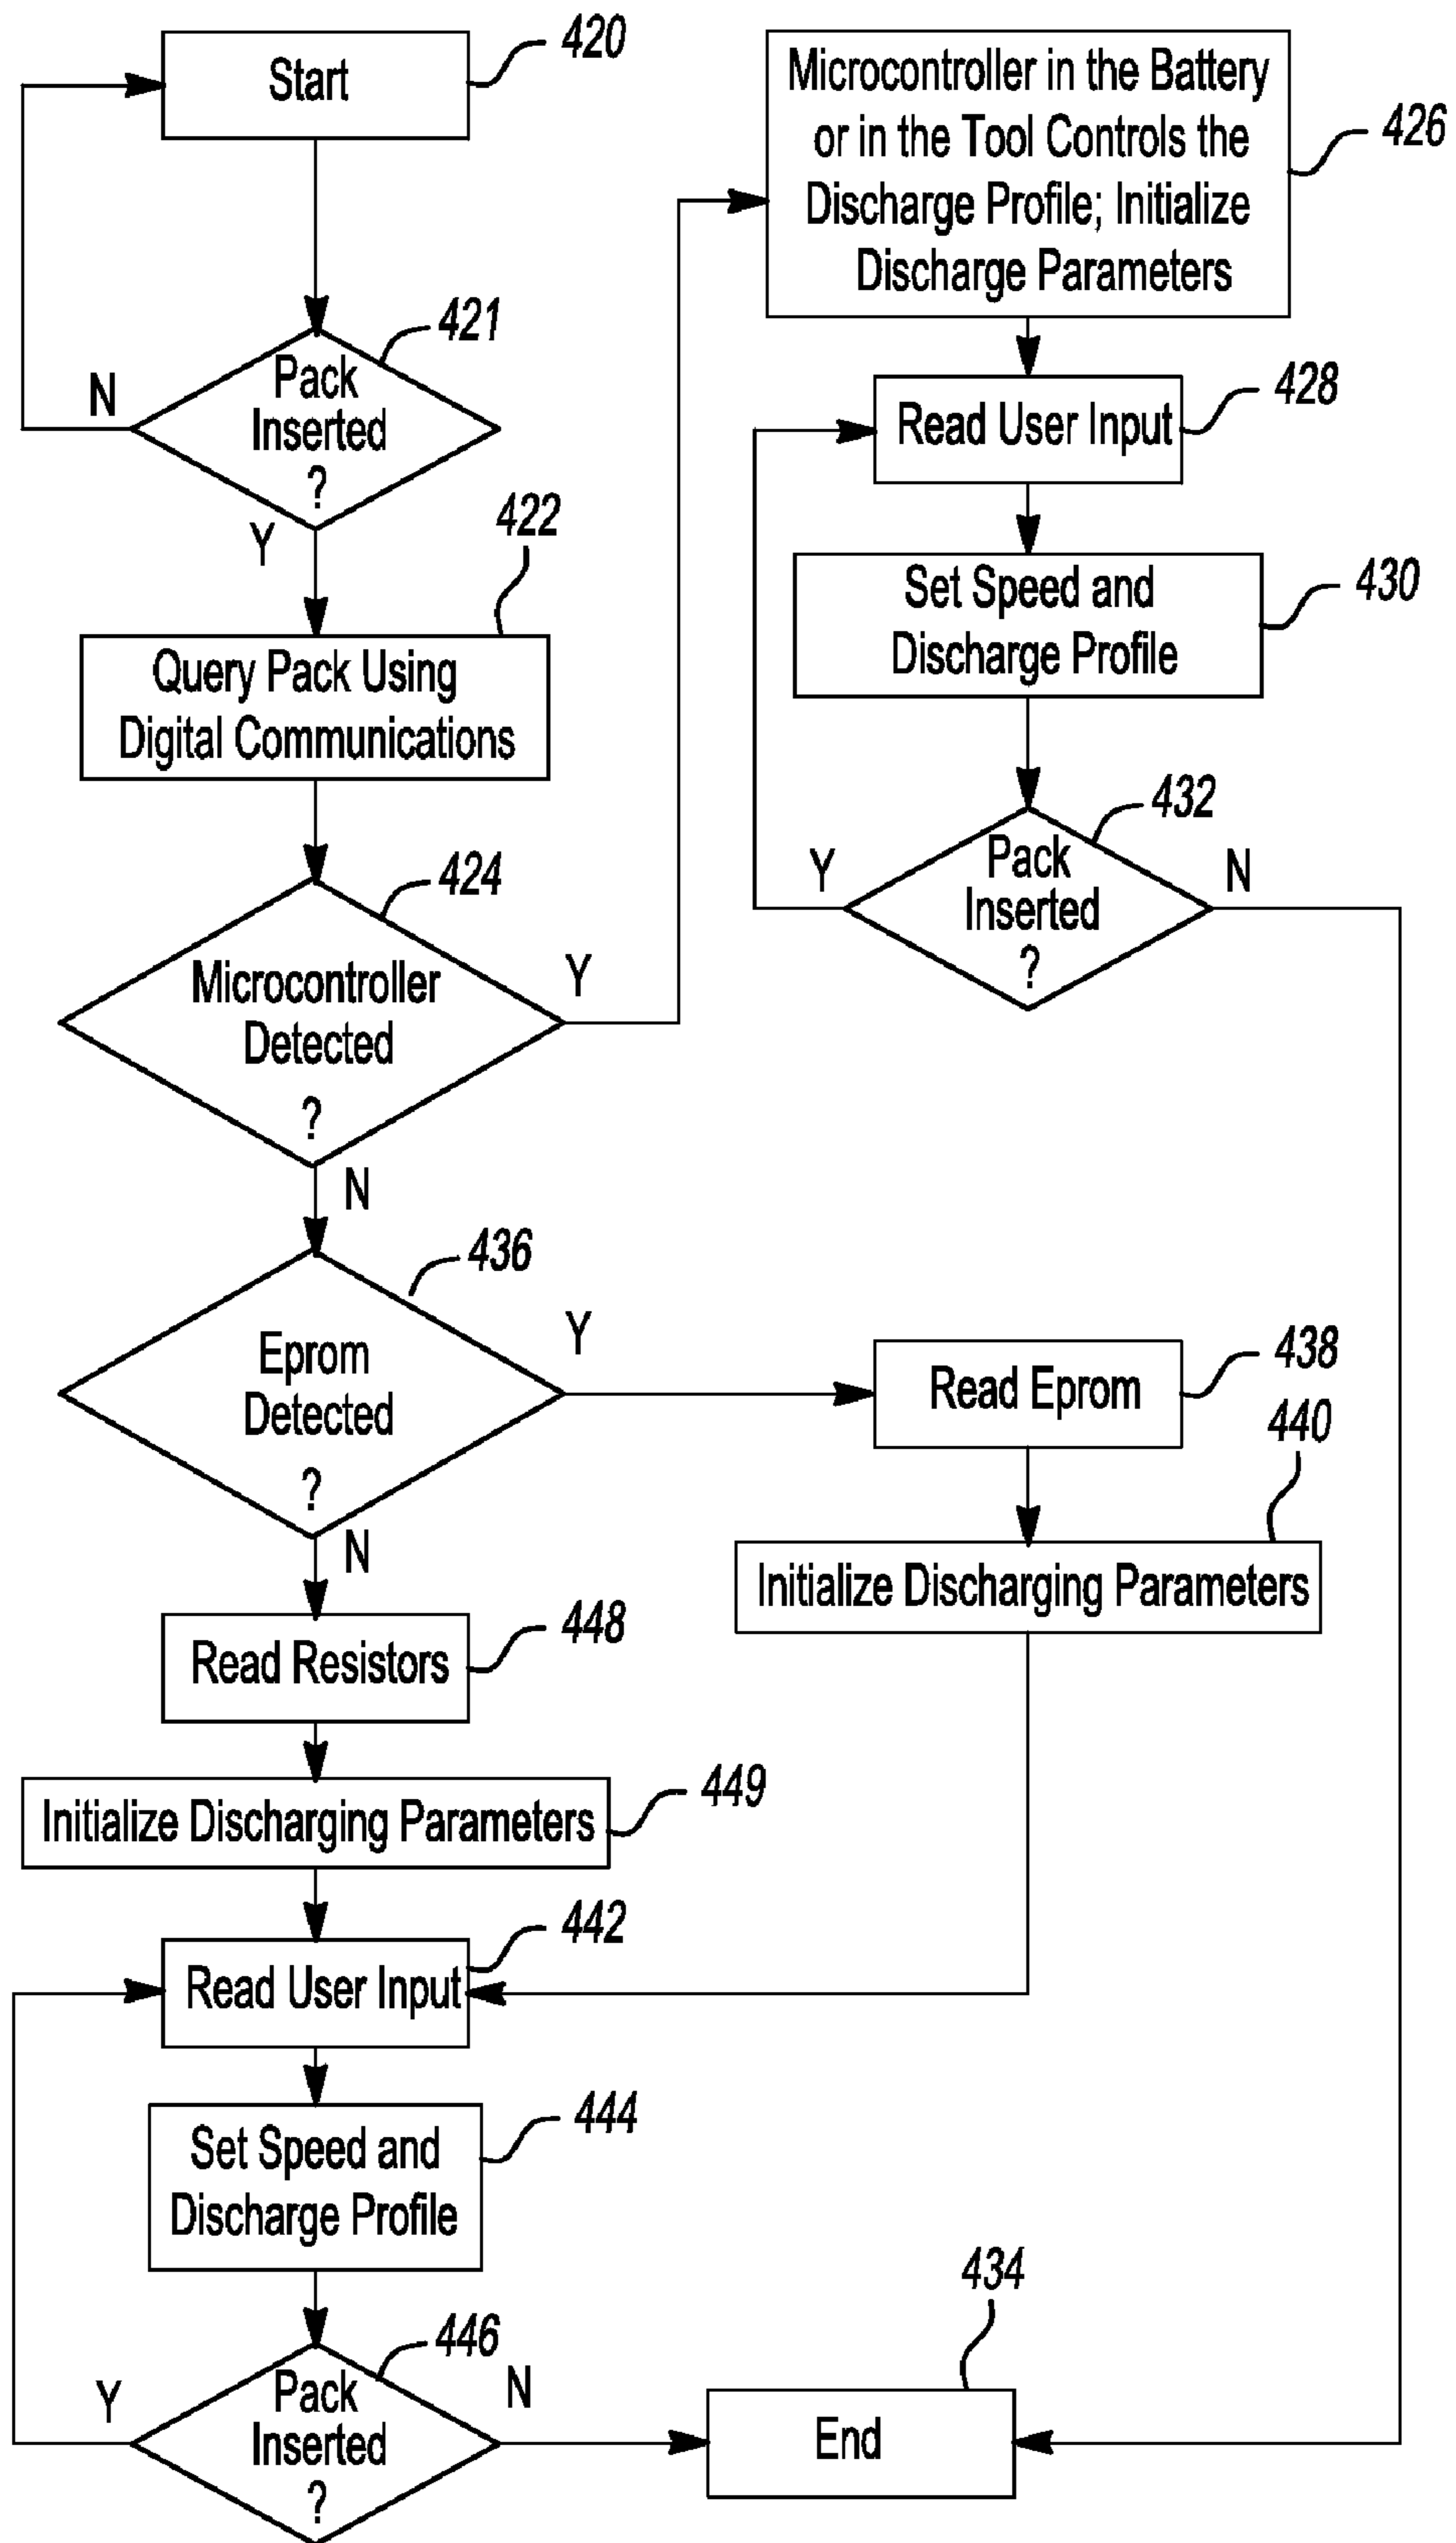 Start
420
Pack
Inserted
?
421
N
Y
422
Query Pack Using
Digital Communications
424
Microcontroller
Detected
?
Y
N
Microcontroller in the Battery
or in the Tool Controls the
Discharge Profile; Initialize
Discharge Parameters
426
Read User Input
428
Set Speed and
Discharge Profile
430
432
Pack
Inserted
?
Y
N
436
Eprom
Detected
?
Y
N
Read Eprom
438
440
Initialize Discharging Parameters
Read Resistors
448
Initialize Discharging Parameters
449
Read User Input
442
Set Speed and
Discharge Profile
444
446
Pack
Inserted
?
Y
N
434
End